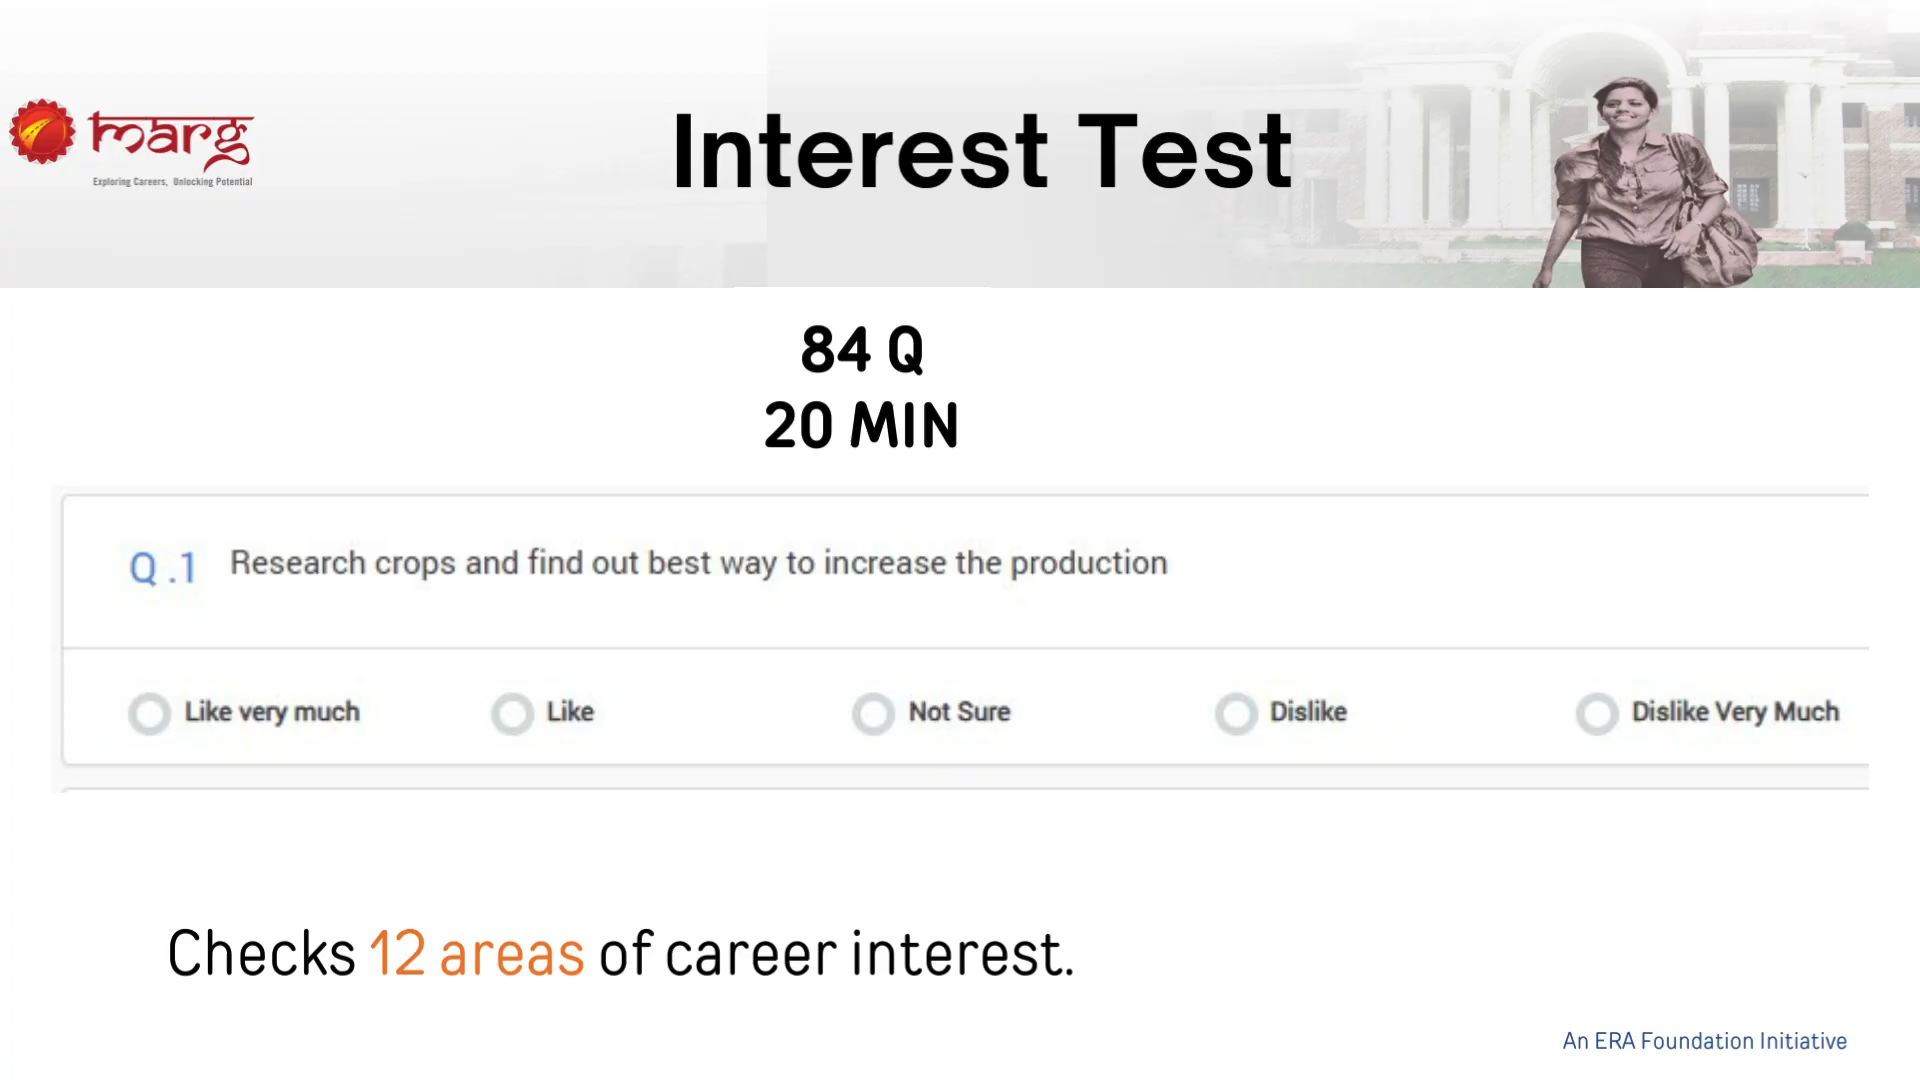 marg
Exploring Careers, Unlocking Potential
Interest Test
84 Q
20 MIN
Q .1 Research crops and find out best way to increase the production
Like very much Like Not Sure Dislike Dislike Very Much
Checks 12 areas of career interest.
An ERA Foundation Initiative